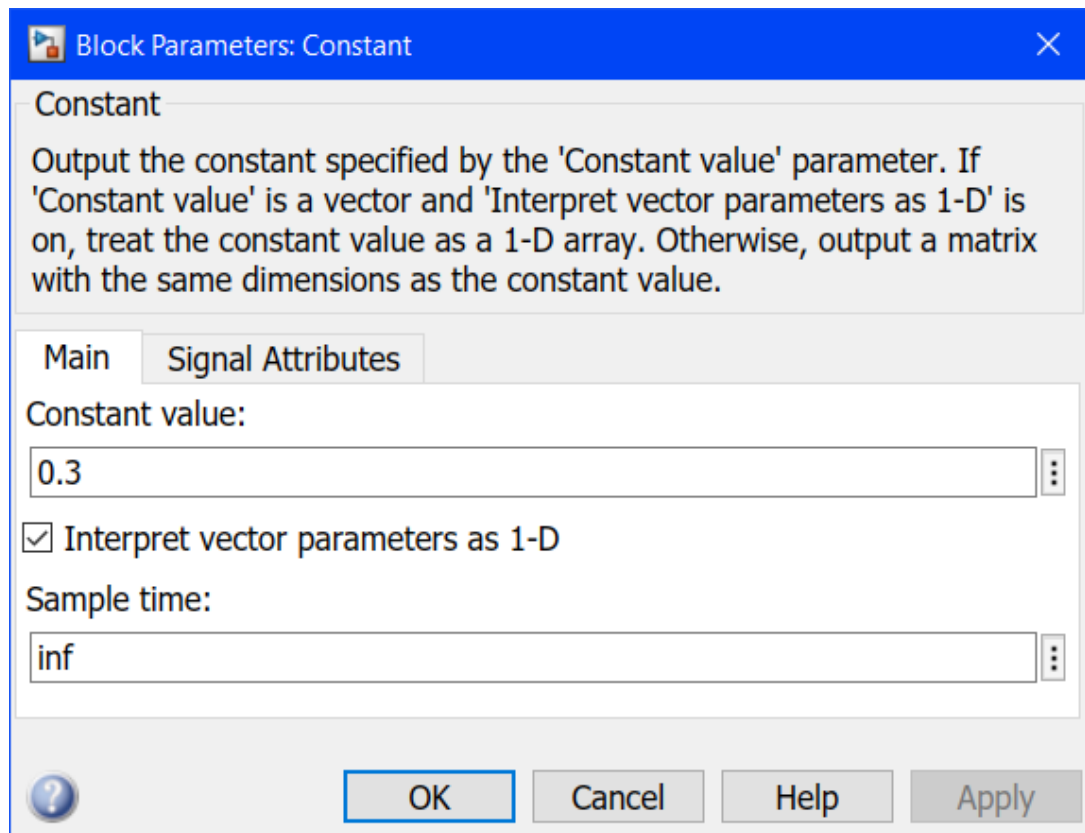 Block Parameters: Constant
Constant
Output the constant specified by the 'Constant value' parameter. If
'Constant value' is a vector and 'Interpret vector parameters as 1-D' is
on, treat the constant value as a 1-D array. Otherwise, output a matrix
with the same dimensions as the constant value.
Main Signal Attributes
Constant value:
0.3
Interpret vector parameters as 1-D
Sample time:
inf
? OK Cancel Help Apply